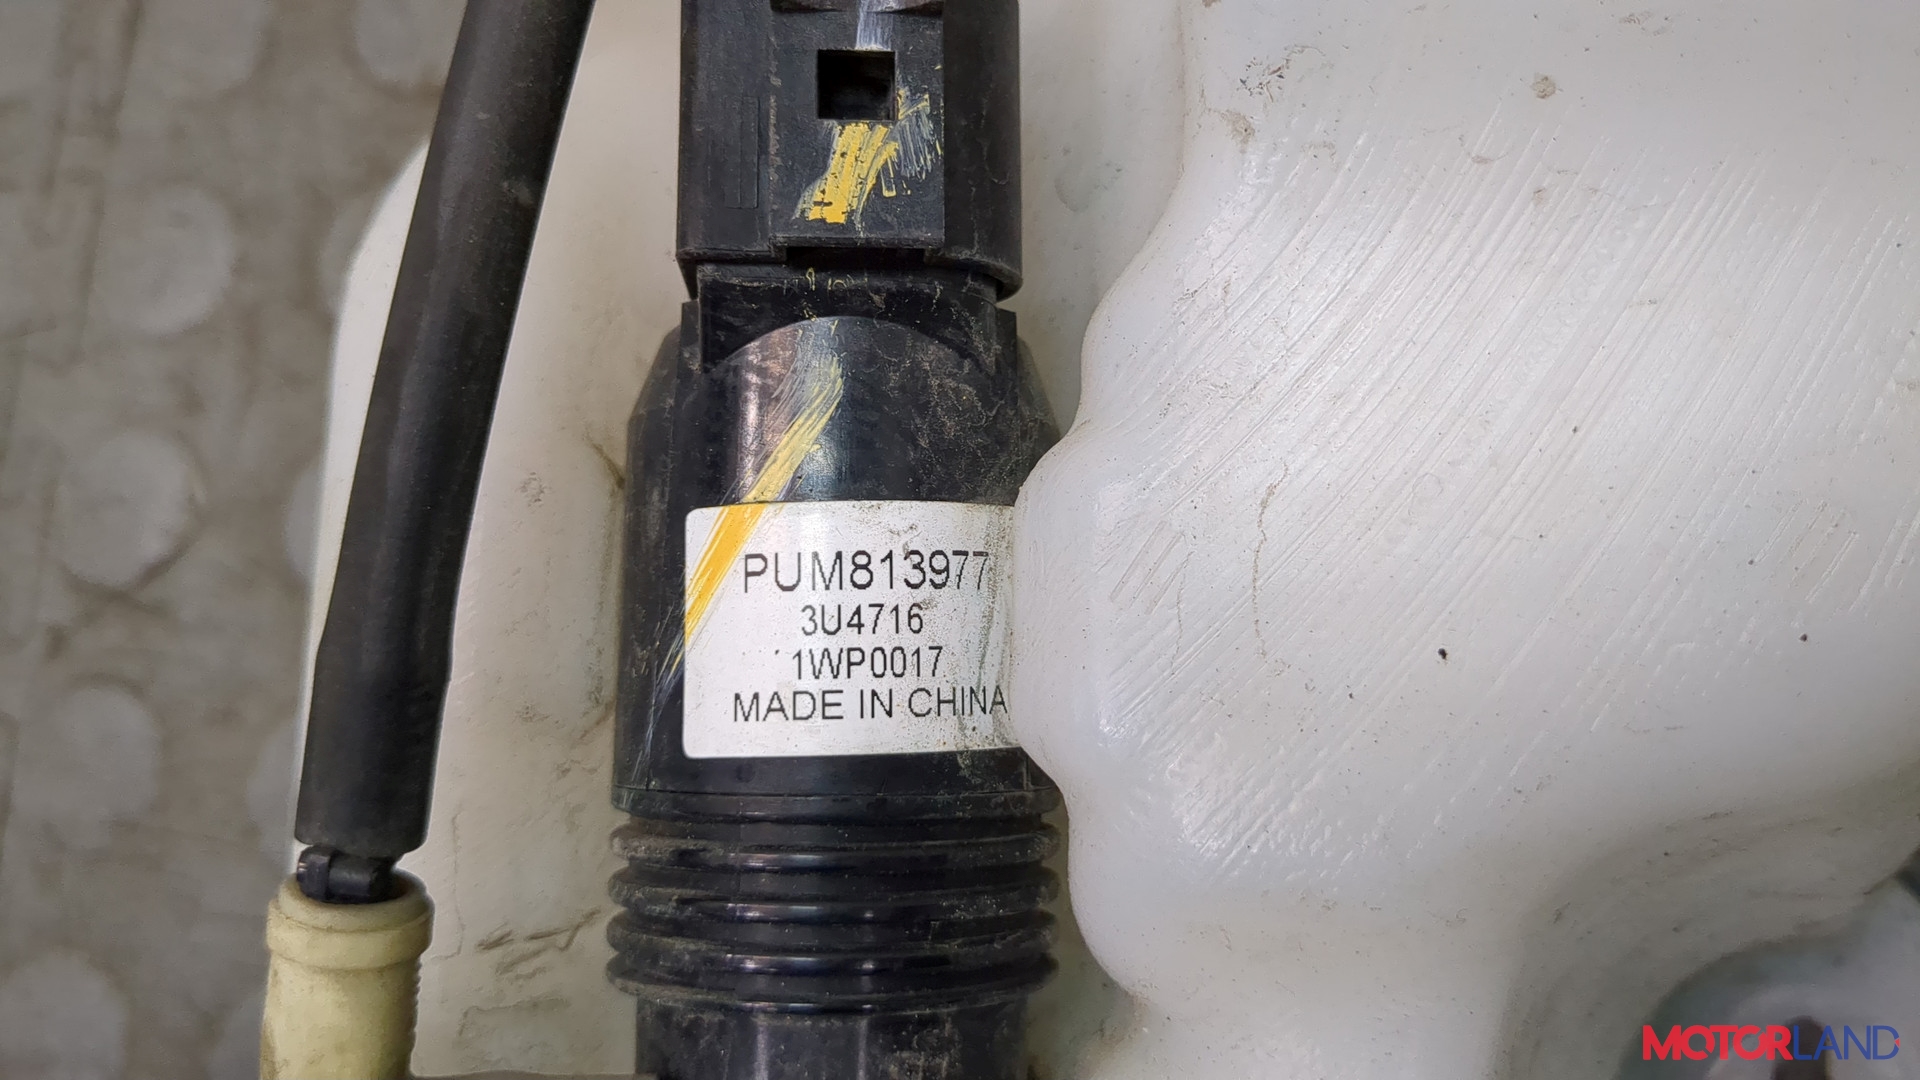 PUM813977
3U4716
1WP0017
MADE IN CHINA
MOTORLAND